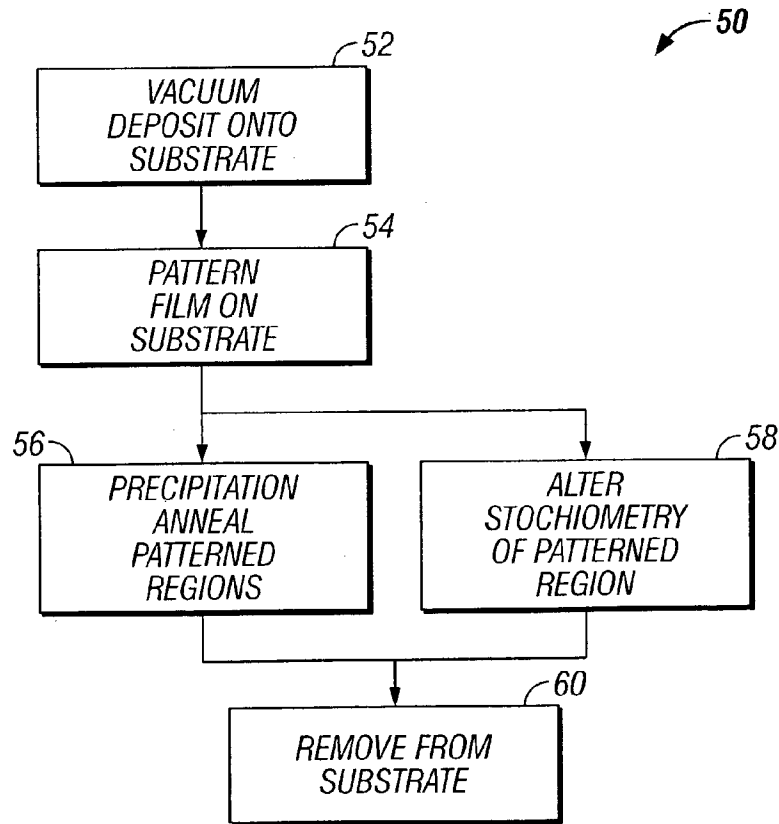 50
52
VACUUM
DEPOSIT ONTO
SUBSTRATE
54
PATTERN
FILM ON
SUBSTRATE
56
PRECIPITATION
ANNEAL
PATTERNED
REGIONS
58
ALTER
STOCHIOMETRY
OF PATTERNED
REGION
60
REMOVE FROM
SUBSTRATE